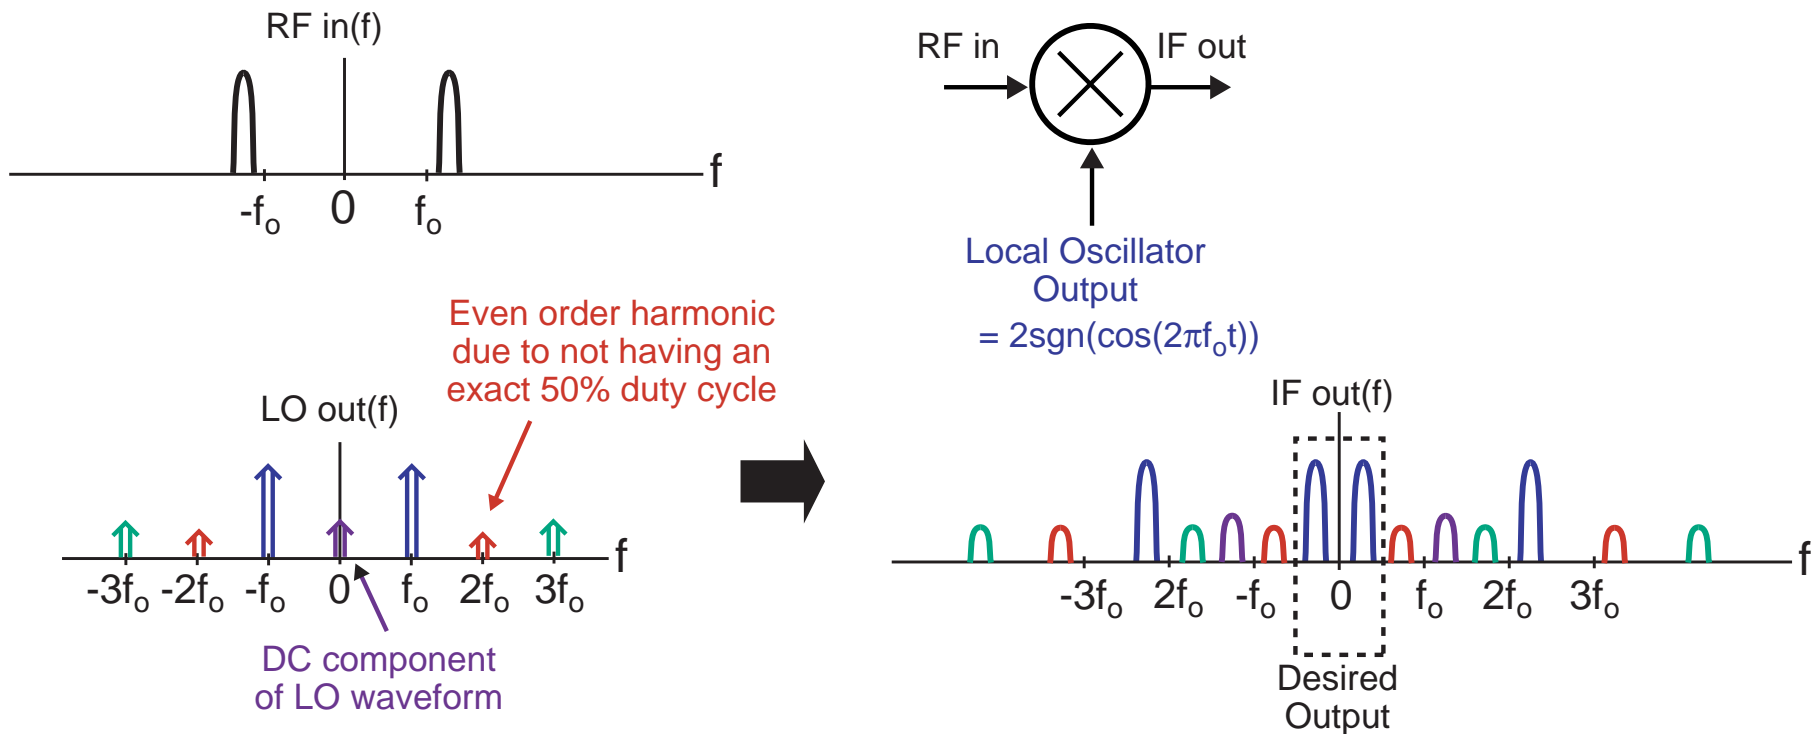 RF in(f)
-fo 0 fo f
RF in IF out
Local Oscillator
Output
= 2sgn(cos(2πfot))
Even order harmonic
due to not having an
exact 50% duty cycle
LO out(f)
-3fo -2fo -fo 0 fo 2fo 3fo f
DC component
of LO waveform
IF out(f)
-3fo 2fo -fo 0 fo 2fo 3fo f
Desired
Output